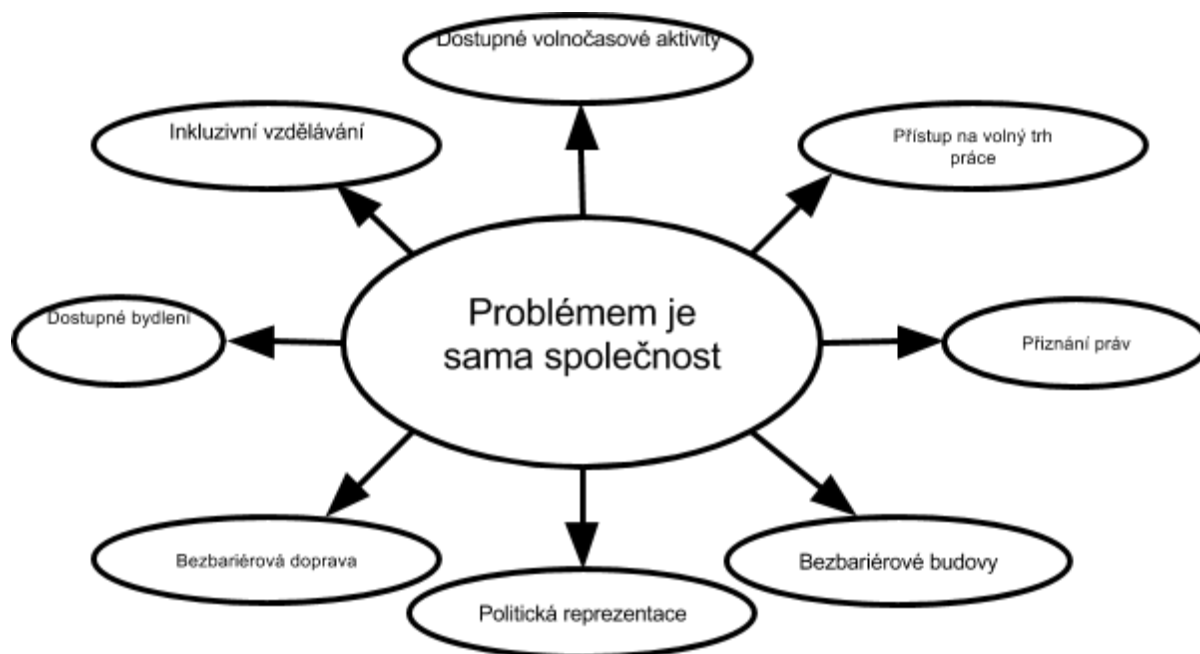 Dostupné volnočasové aktivity
Inkluzivní vzdělávání
Přístup na volný trh
práce
Dostupné bydlení
Problémem je
sama společnost
Přiznání práv
Bezbariérová doprava
Politická reprezentace
Bezbariérové budovy